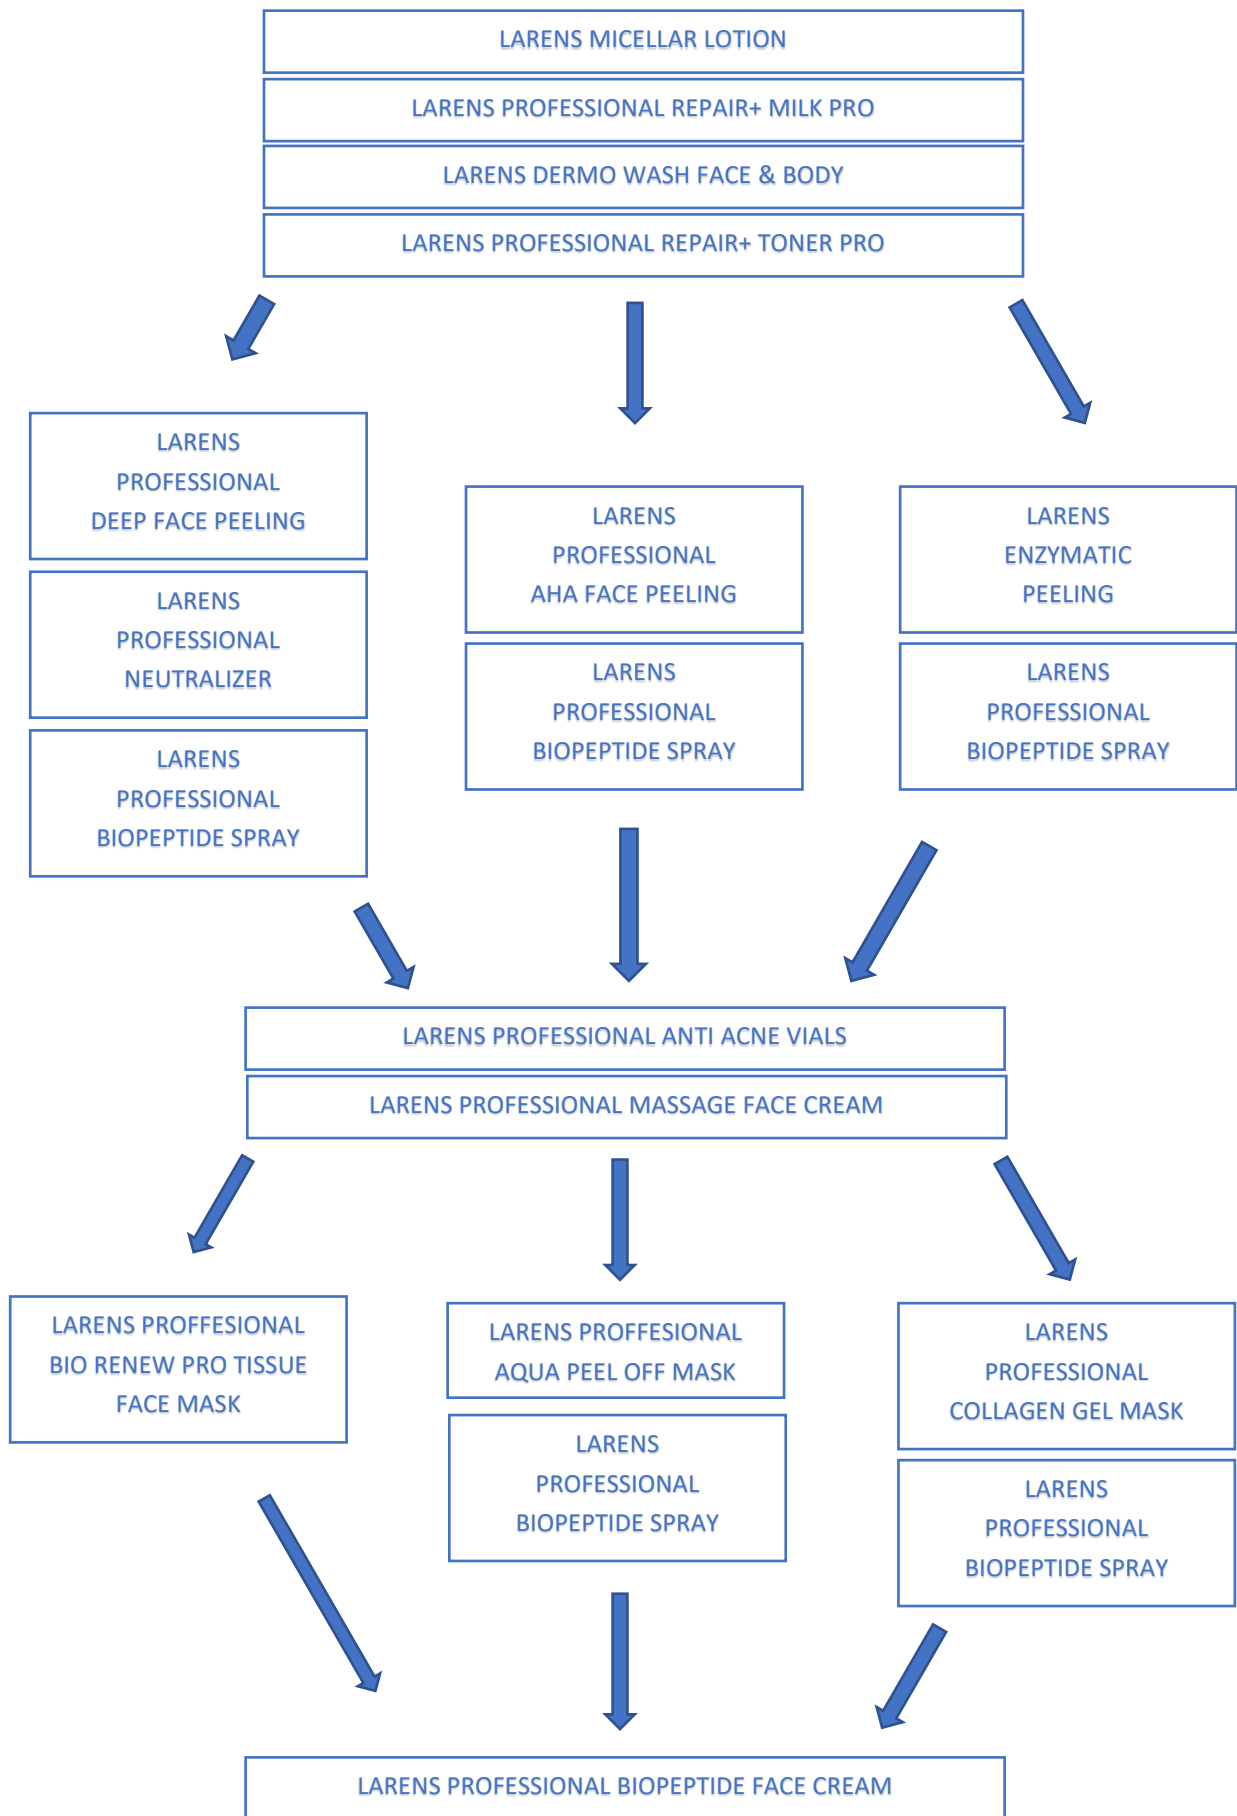 LARENS MICELLAR LOTION
LARENS PROFESSIONAL REPAIR+ MILK PRO
LARENS DERMO WASH FACE & BODY
LARENS PROFESSIONAL REPAIR+ TONER PRO
LARENS
PROFESSIONAL
DEEP FACE PEELING
LARENS
PROFESSIONAL
NEUTRALIZER
LARENS
PROFESSIONAL
BIOPEPTIDE SPRAY
LARENS
PROFESSIONAL
AHA FACE PEELING
LARENS
PROFESSIONAL
BIOPEPTIDE SPRAY
LARENS
ENZYMATIC
PEELING
LARENS
PROFESSIONAL
BIOPEPTIDE SPRAY
LARENS PROFESSIONAL ANTI ACNE VIALS
LARENS PROFESSIONAL MASSAGE FACE CREAM
LARENS PROFFESIONAL
BIO RENEW PRO TISSUE
FACE MASK
LARENS PROFFESIONAL
AQUA PEEL OFF MASK
LARENS
PROFESSIONAL
BIOPEPTIDE SPRAY
LARENS
PROFESSIONAL
COLLAGEN GEL MASK
LARENS
PROFESSIONAL
BIOPEPTIDE SPRAY
LARENS PROFESSIONAL BIOPEPTIDE FACE CREAM